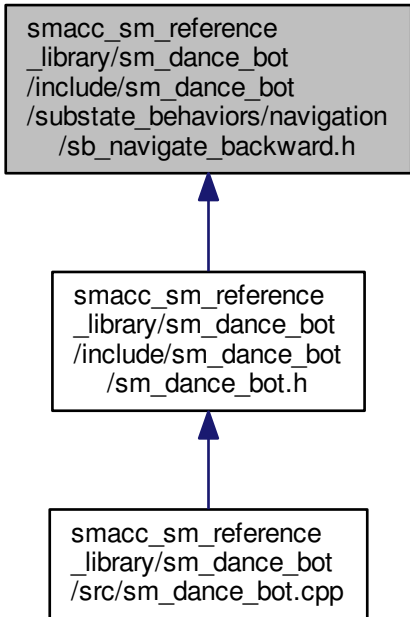 smacc_sm_reference
_library/sm_dance_bot
/include/sm_dance_bot
/substate_behaviors/navigation
/sb_navigate_backward.h
smacc_sm_reference
_library/sm_dance_bot
/include/sm_dance_bot
/sm_dance_bot.h
smacc_sm_reference
_library/sm_dance_bot
/src/sm_dance_bot.cpp